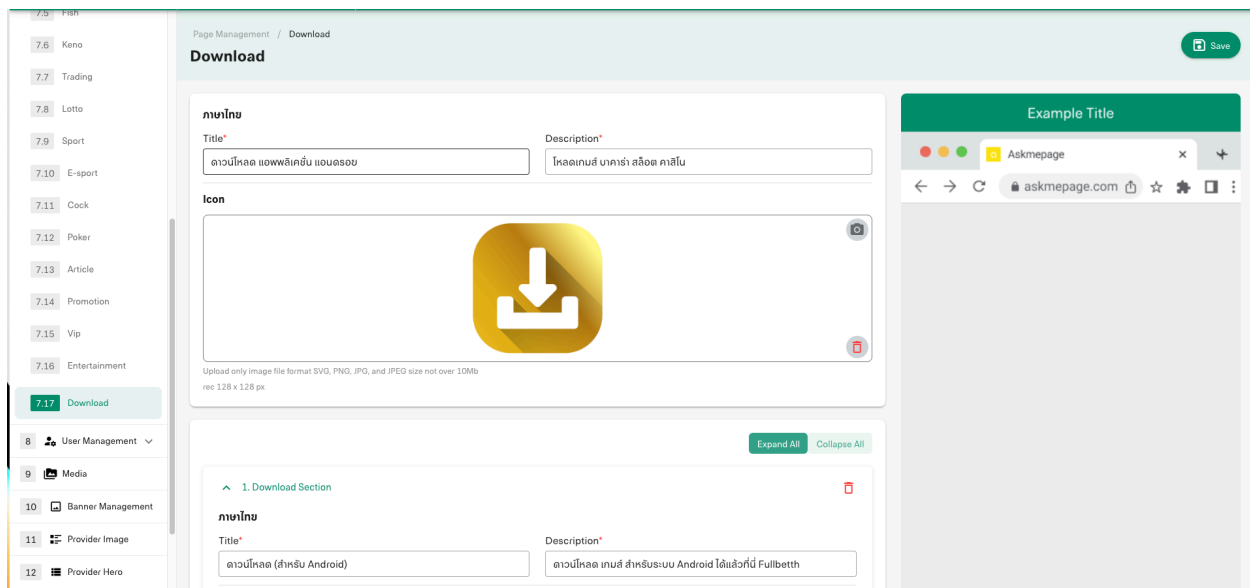 7.5 Fish
7.6 Keno
7.7 Trading
7.8 Lotto
7.9 Sport
7.10 E-sport
7.11 Cock
7.12 Poker
7.13 Article
7.14 Promotion
7.15 Vip
7.16 Entertainment
7.17 Download
8 User Management
9 Media
10 Banner Management
11 Provider Image
12 Provider Hero
Page Management / Download
Download
Save
ภาษาไทย
Title* Description*
ดาวน์โหลด แอพพลิเคชั่น แอนดรอย โหลดเกมส์ บาคาร่า สล็อต คาสิโน
Icon
Upload only image file format SVG, PNG, JPG, and JPEG size not over 10Mb
rec 128 x 128 px
Expand All Collapse All
1. Download Section
ภาษาไทย
Title* Description*
ดาวน์โหลด (สำหรับ Android) ดาวน์โหลด เกมส์ สำหรับระบบ Android ได้แล้วที่นี่ Fullbetth
Example Title
Askmepage
askmepage.com